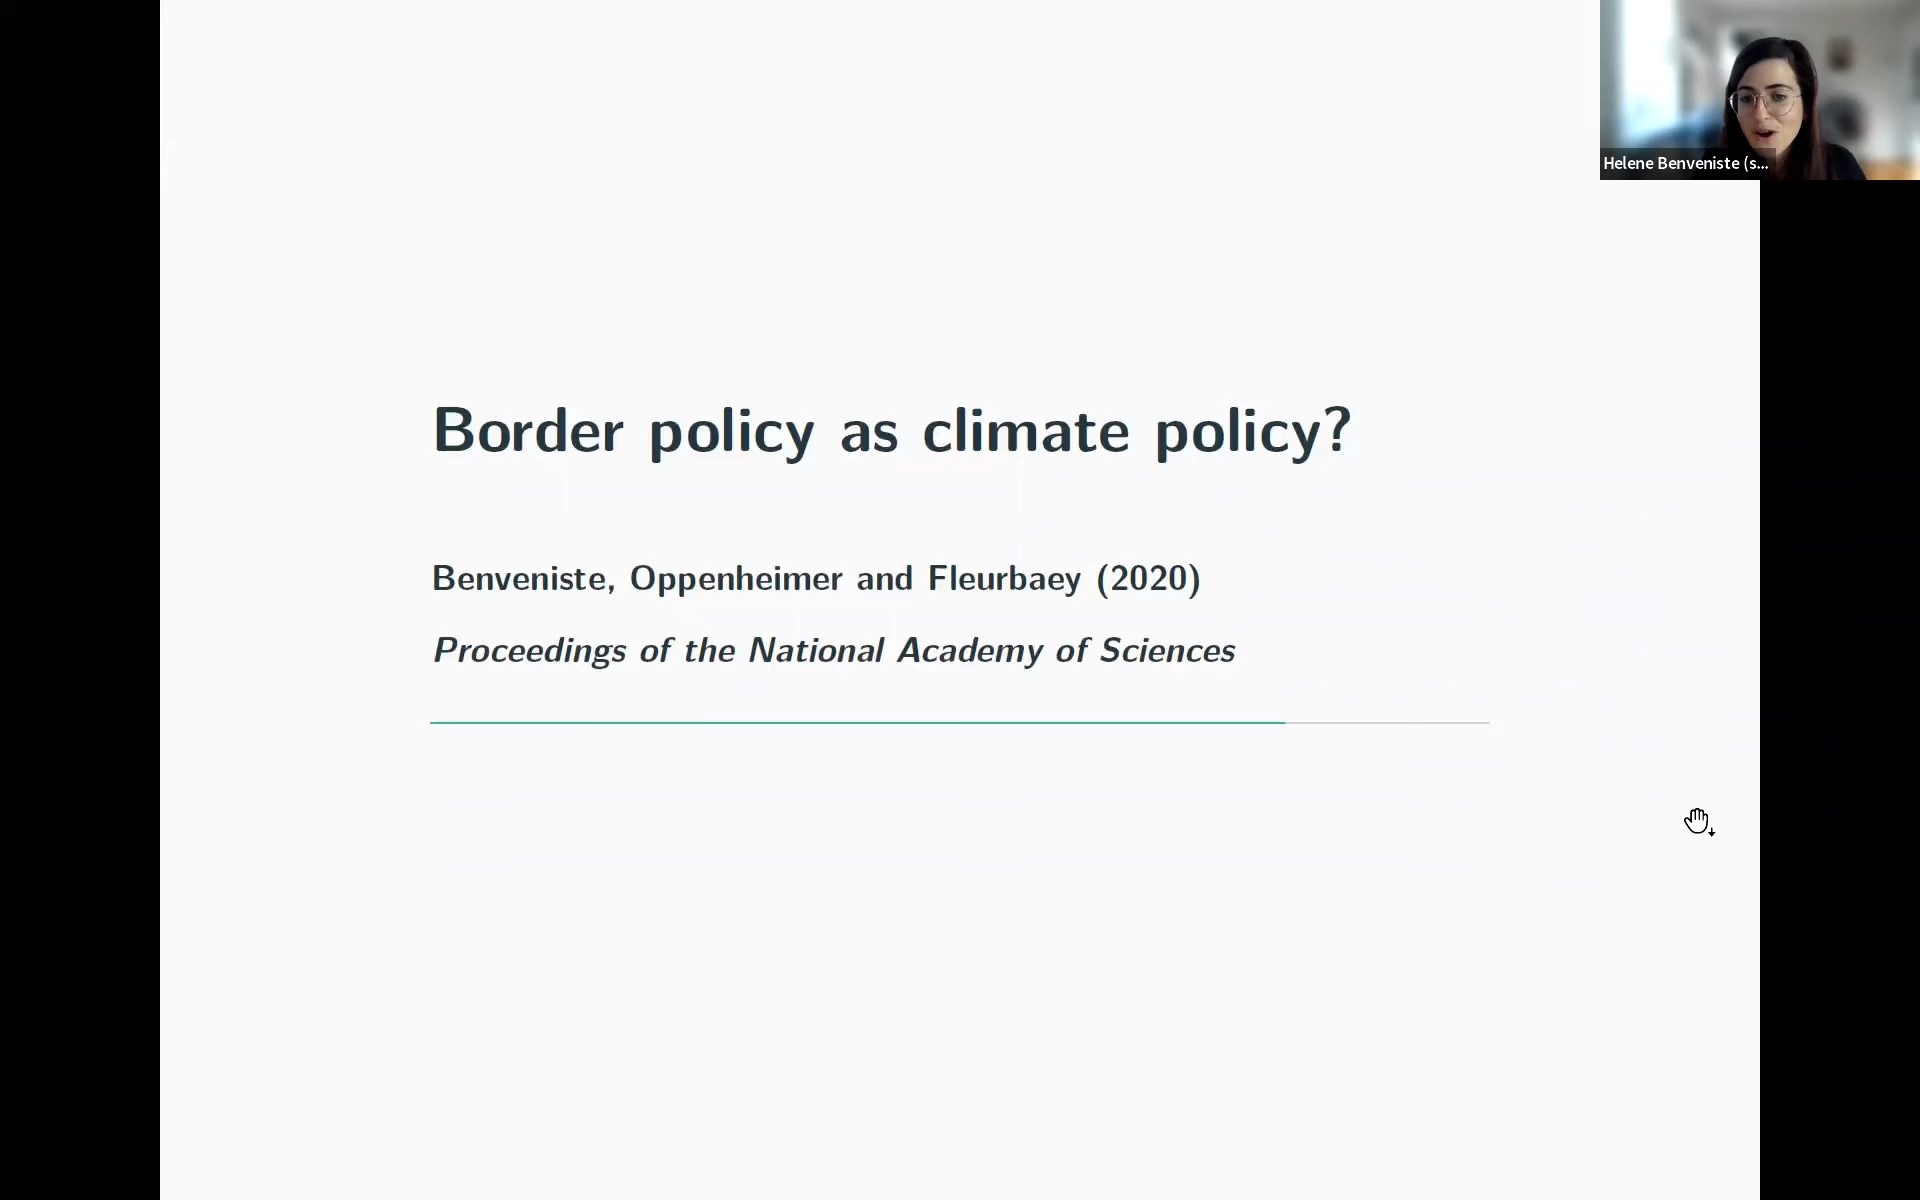 Helene Benveniste (s...
Border policy as climate policy?
Benveniste, Oppenheimer and Fleurbaey (2020)
Proceedings of the National Academy of Sciences